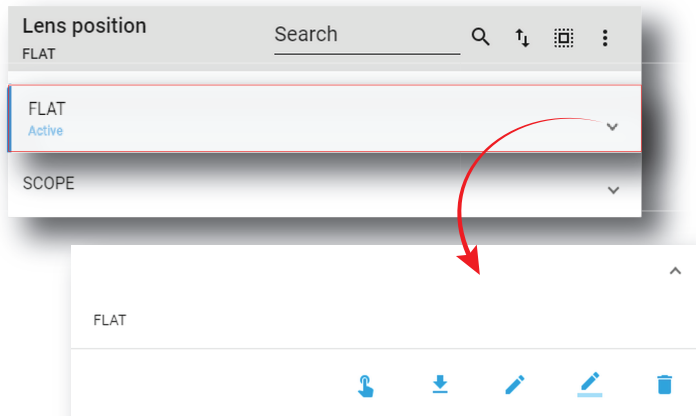 Lens position
FLAT
Search
FLAT
Active
SCOPE
FLAT